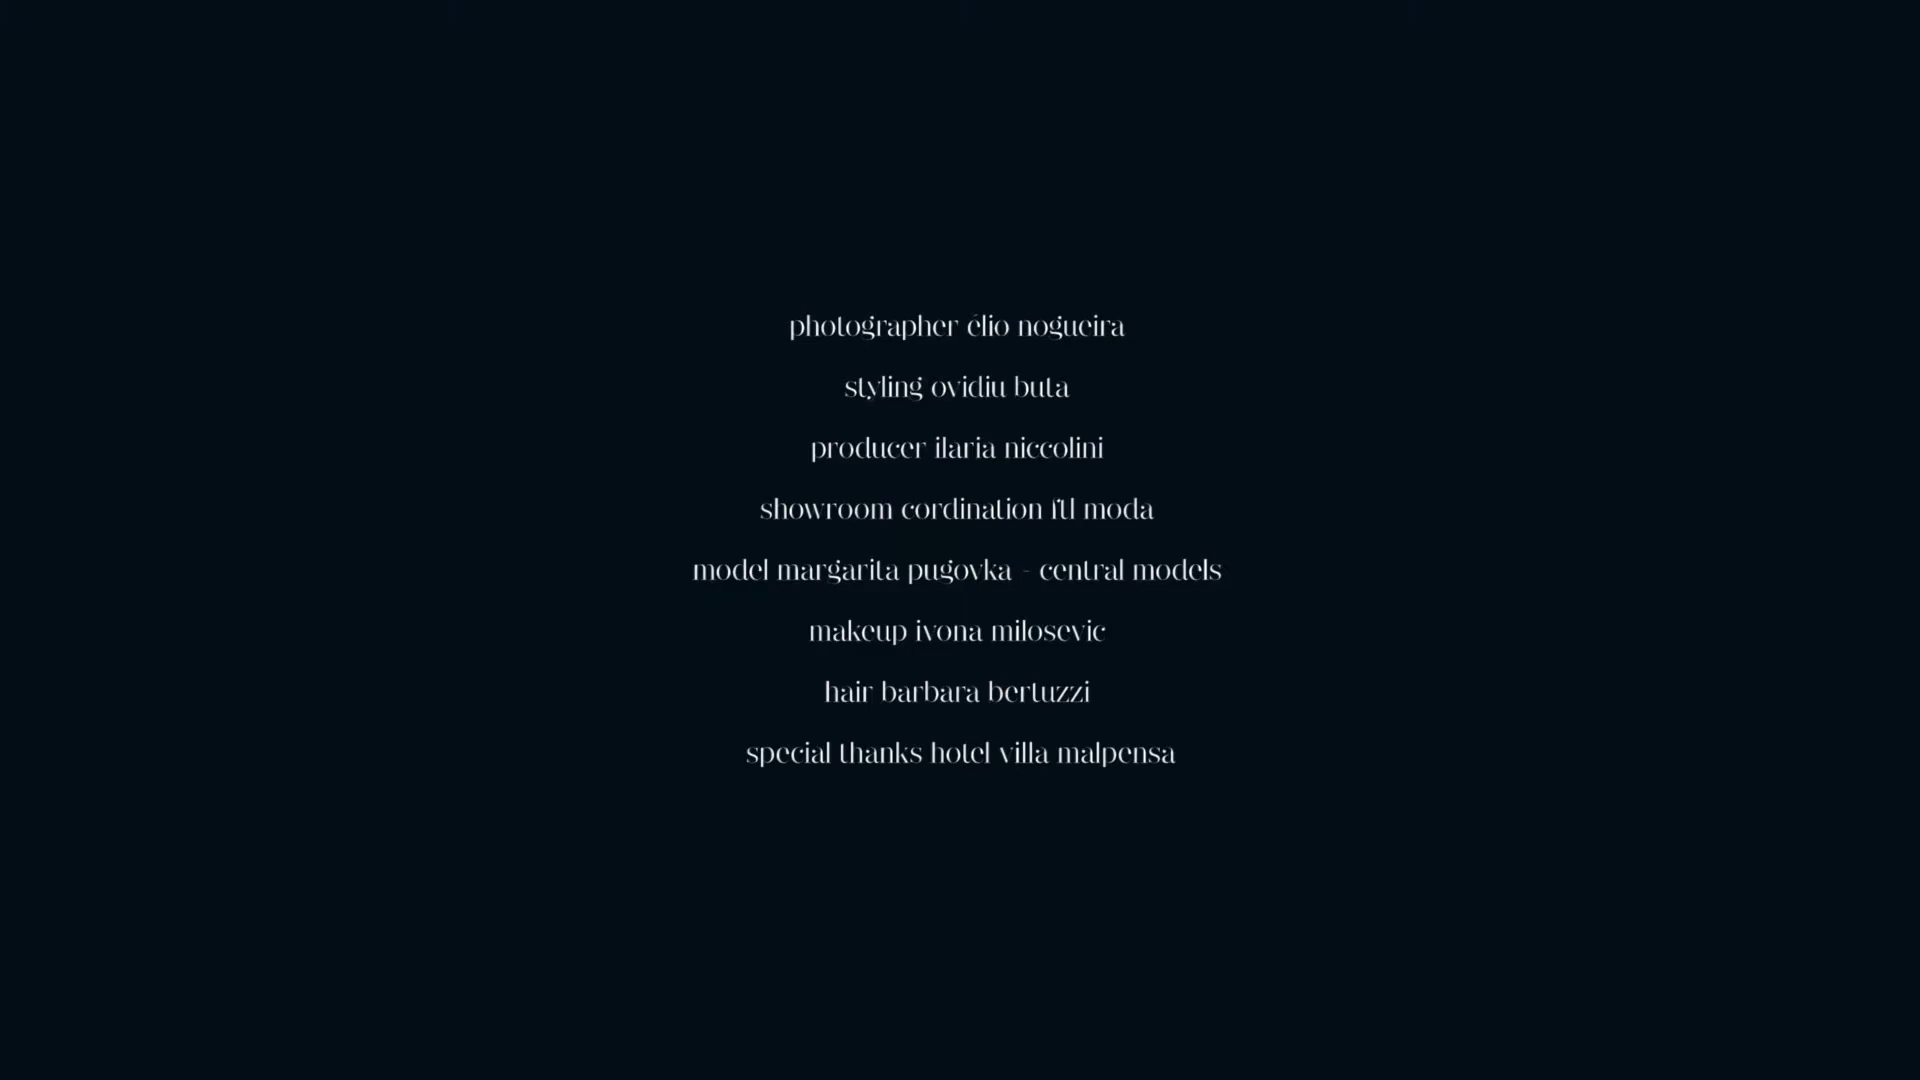 photographer élio nogueira
styling ovidiu buta
producer ilaria niccolini
showroom cordination ftl moda
model margarita pugovka - central models
makeup ivona milosevic
hair barbara bertuzzi
special thanks hotel villa malpensa